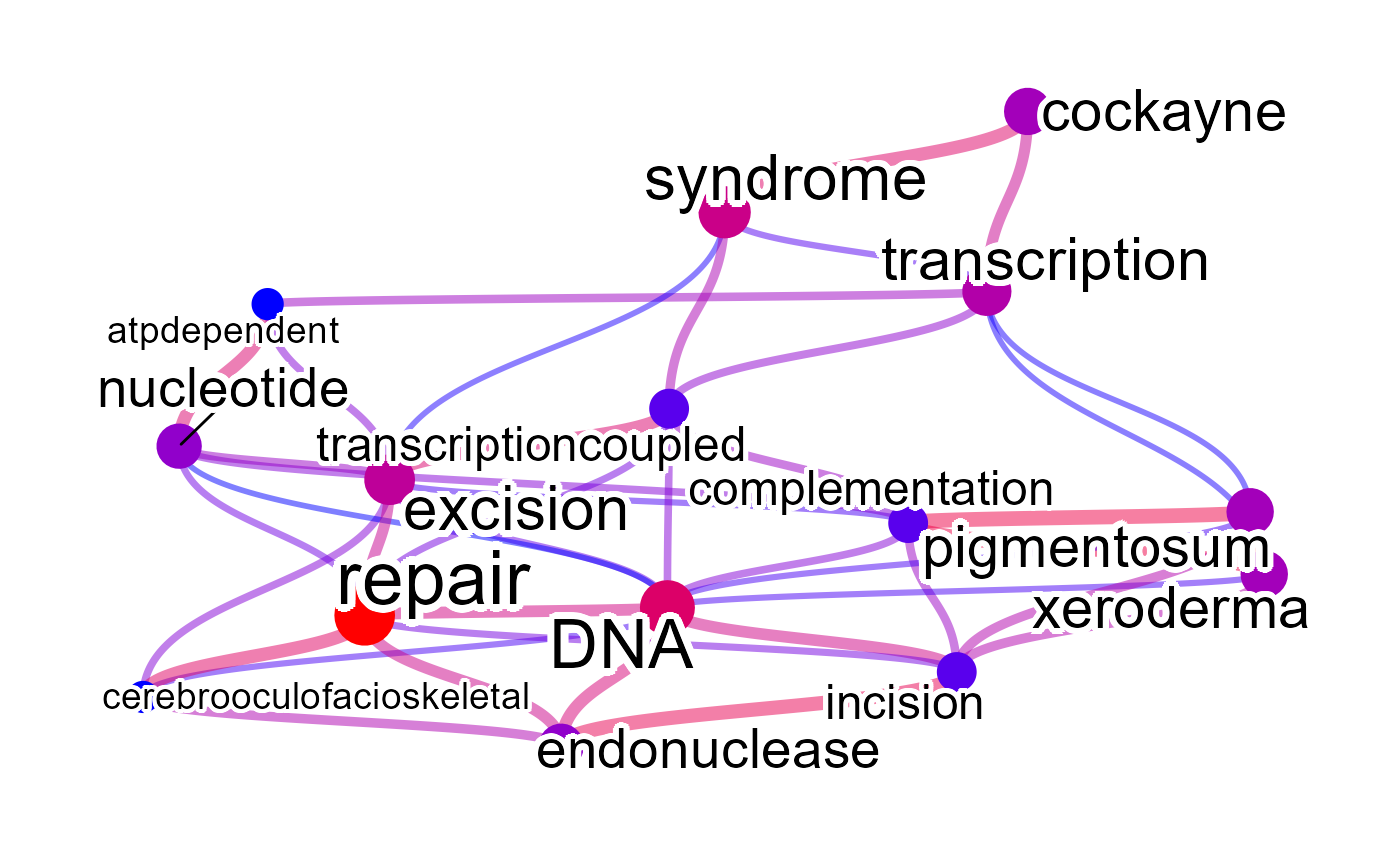 cockayne
syndrome
transcription
atpdependent
nucleotide
transcriptioncoupled
complementation
excision
pigmentosum
repair
xeroderma
DNA
cerebrooculofacioskeletal
incision
endonuclease